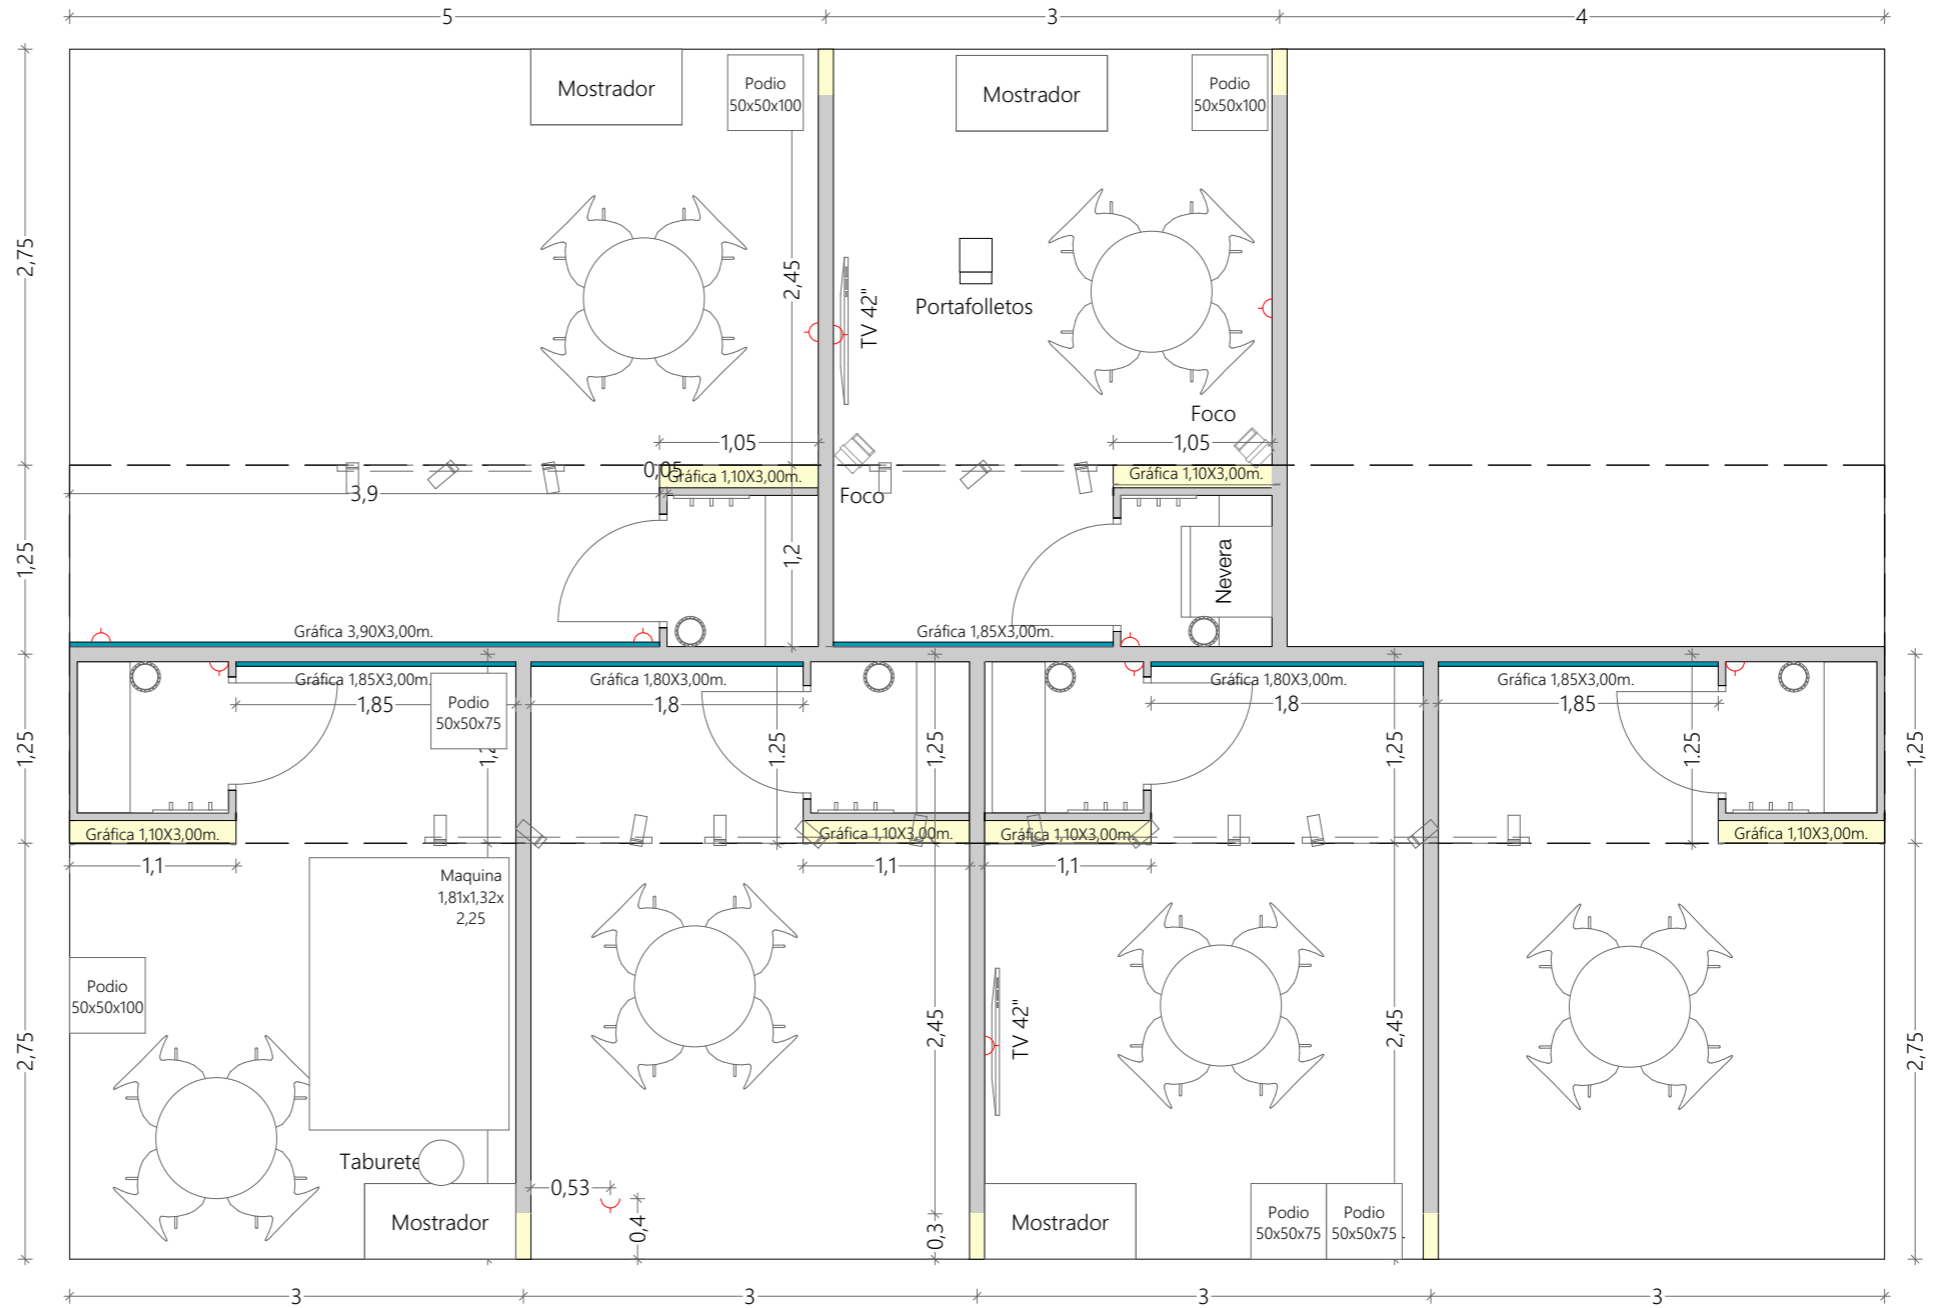 5
3
4
Mostrador
Podio
50x50x100
Mostrador
Podio
50x50x100
2,75
2,45
TV 42"
Portafolletos
Foco
1,05
1,05
0,05
Gráfica 1,10X3,00m.
Gráfica 1,10X3,00m.
3,9
Foco
1,25
1,2
Nevera
Gráfica 3,90X3,00m.
Gráfica 1,85X3,00m.
Gráfica 1,85X3,00m.
Gráfica 1,80X3,00m.
Gráfica 1,80X3,00m.
Gráfica 1,85X3,00m.
1,85
Podio
50x50x75
1,8
1,8
1,85
1,25
1.25
1,25
1,25
1.25
1,25
Gráfica 1,10X3,00m.
Gráfica 1,10X3,00m.
Gráfica 1,10X3,00m.
Gráfica 1,10X3,00m.
1,1
1,1
1,1
Maquina
1,81x1,32x
2,25
Podio
50x50x100
2,75
2,45
TV 42"
2,45
2,75
Taburete
0,53
0,4
0,3
Mostrador
Mostrador
Podio
50x50x75
Podio
50x50x75
3
3
3
3